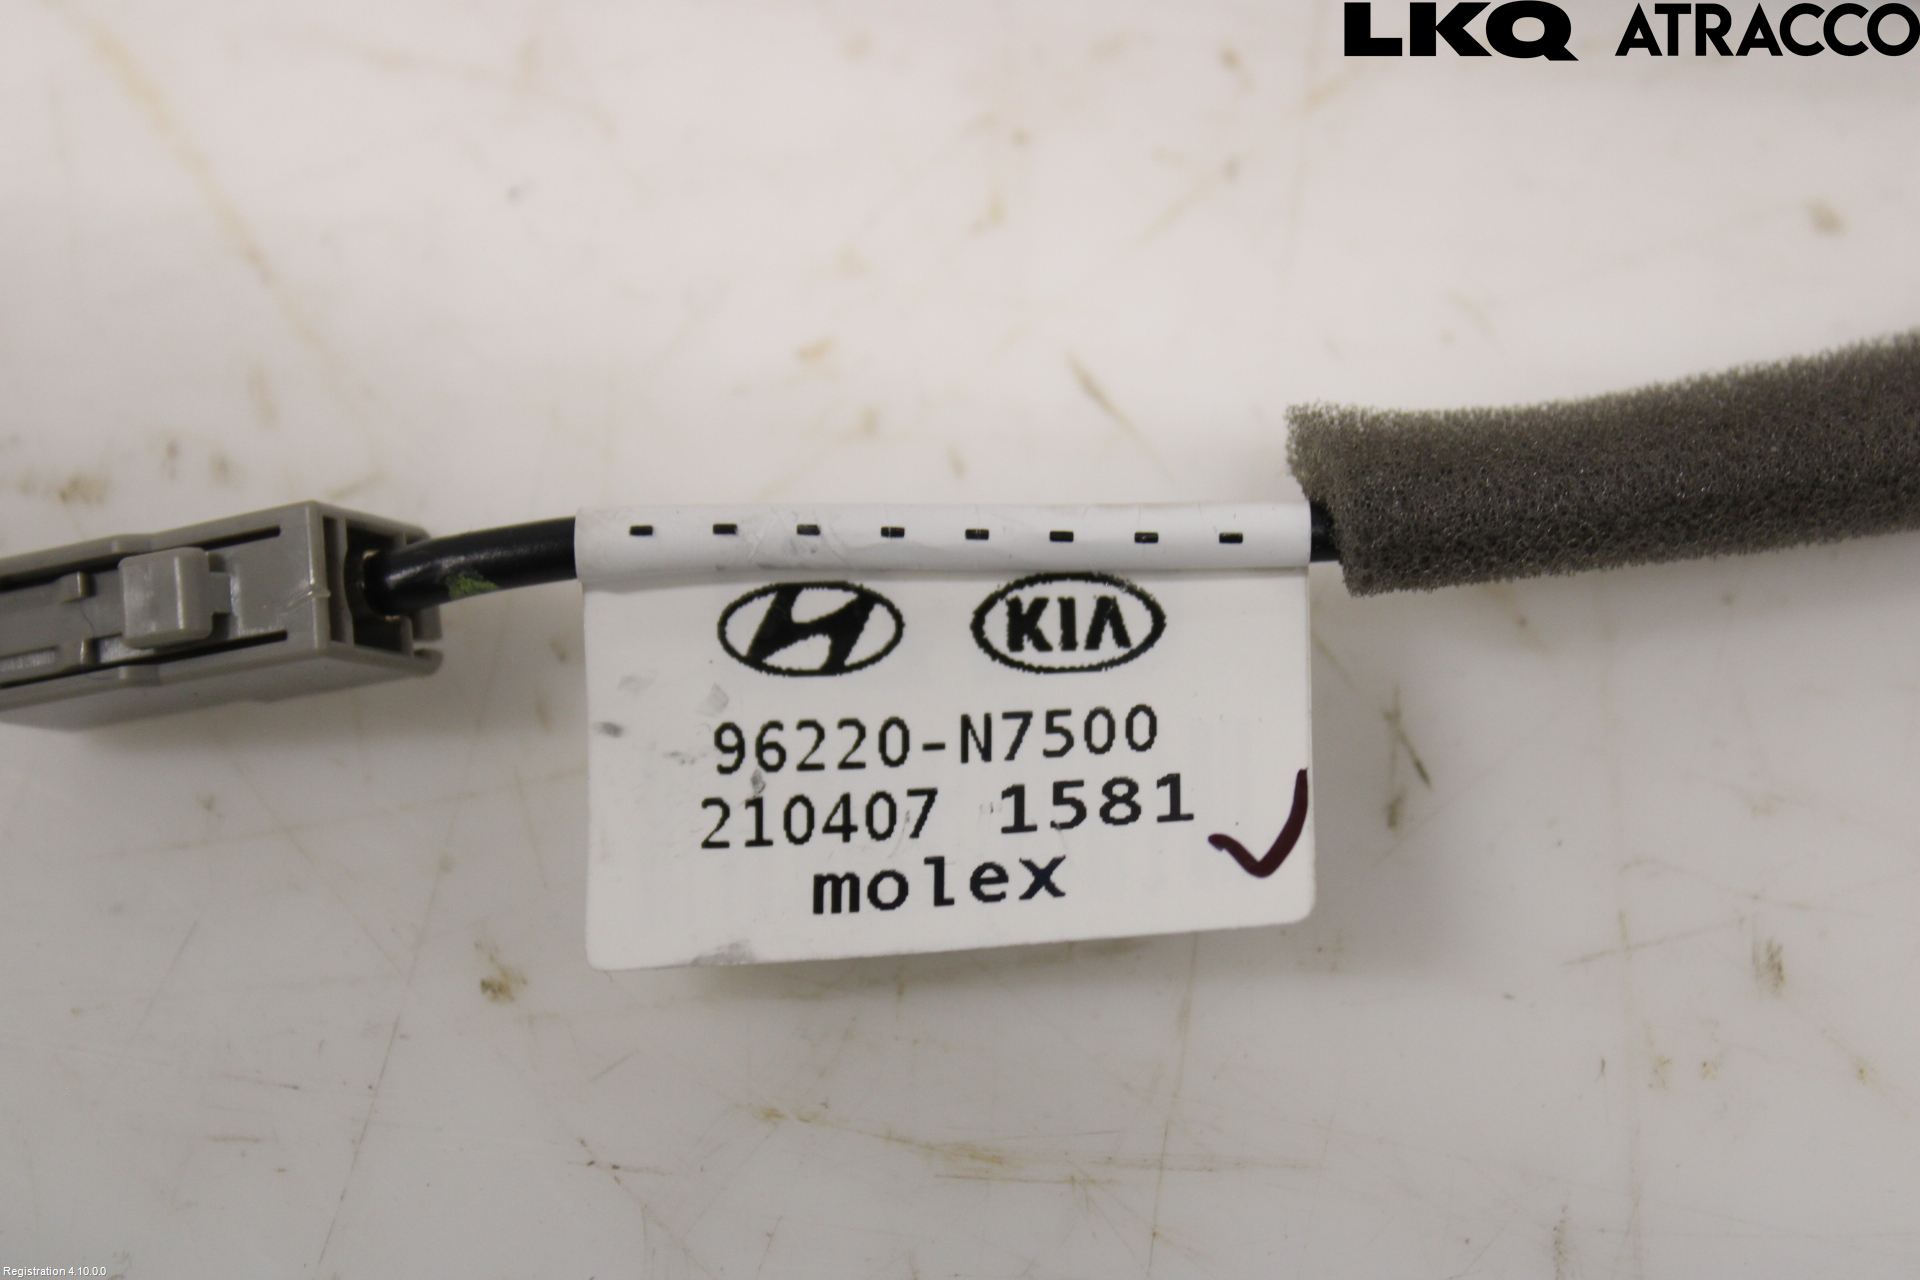 LKQ ATRACCO
KIA
96220-N7500
210407 1581
molex
Registration 4.10.0.0